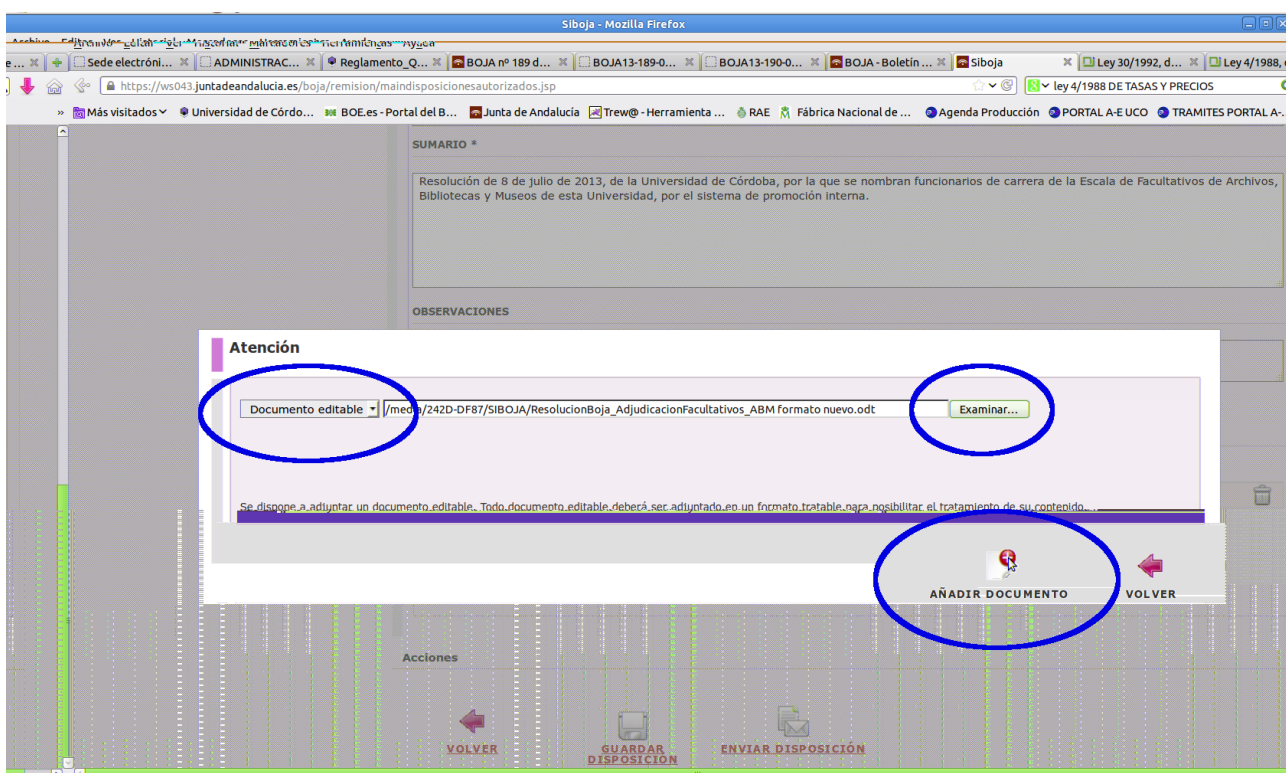 Siboja - Mozilla Firefox
Sede electróni... ADMINISTRAC... Reglamento_Q... BOJA nº 189 d... BOJA13-189-0... BOJA13-190-0... BOJA - Boletín ... Siboja Ley 30/1992, d... Ley 4/1988,
https://ws043.juntadeandalucia.es/boja/remision/maindisposicionesautorizados.jsp ley 4/1988 DE TASAS Y PRECIOS
» Más visitados Universidad de Córdo... BOE.es - Portal del B... Junta de Andalucía Trew@ - Herramienta ... RAE Fábrica Nacional de ... Agenda Producción PORTAL A-E UCO TRAMITES PORTAL A-..
SUMARIO *
Resolución de 8 de julio de 2013, de la Universidad de Córdoba, por la que se nombran funcionarios de carrera de la Escala de Facultativos de Archivos,
Bibliotecas y Museos de esta Universidad, por el sistema de promoción interna.
OBSERVACIONES
Atención
Documento editable /media/242D-DF87/SIBOJA/ResolucionBoja_AdjudicacionFacultativos_ABM formato nuevo.odt Examinar...
Se dispone a adjuntar un documento editable. Todo documento editable deberá ser adjuntado en un formato tratable para posibilitar el tratamiento de su contenido.
AÑADIR DOCUMENTO VOLVER
Acciones
VOLVER GUARDAR DISPOSICIÓN ENVIAR DISPOSICIÓN